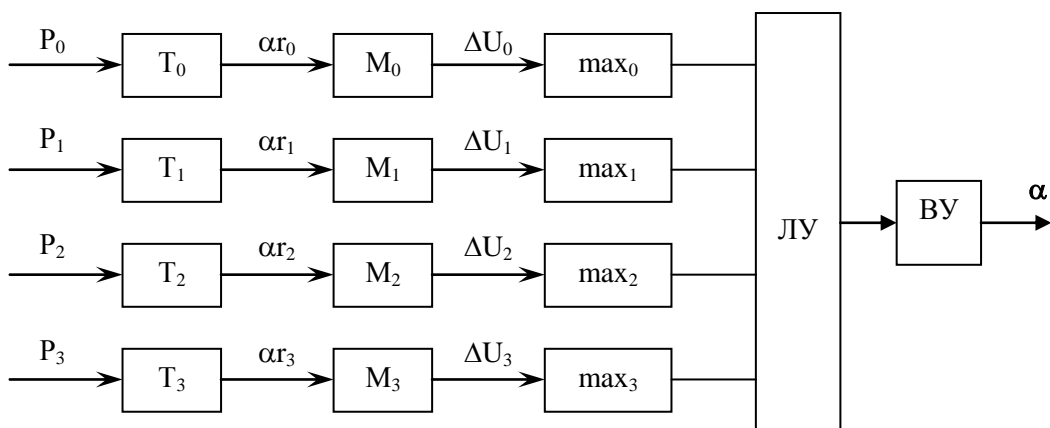 P₀ αr₀ ΔU₀
T₀ M₀ max₀
P₁ αr₁ ΔU₁
T₁ M₁ max₁
ЛУ ВУ α
P₂ αr₂ ΔU₂
T₂ M₂ max₂
P₃ αr₃ ΔU₃
T₃ M₃ max₃